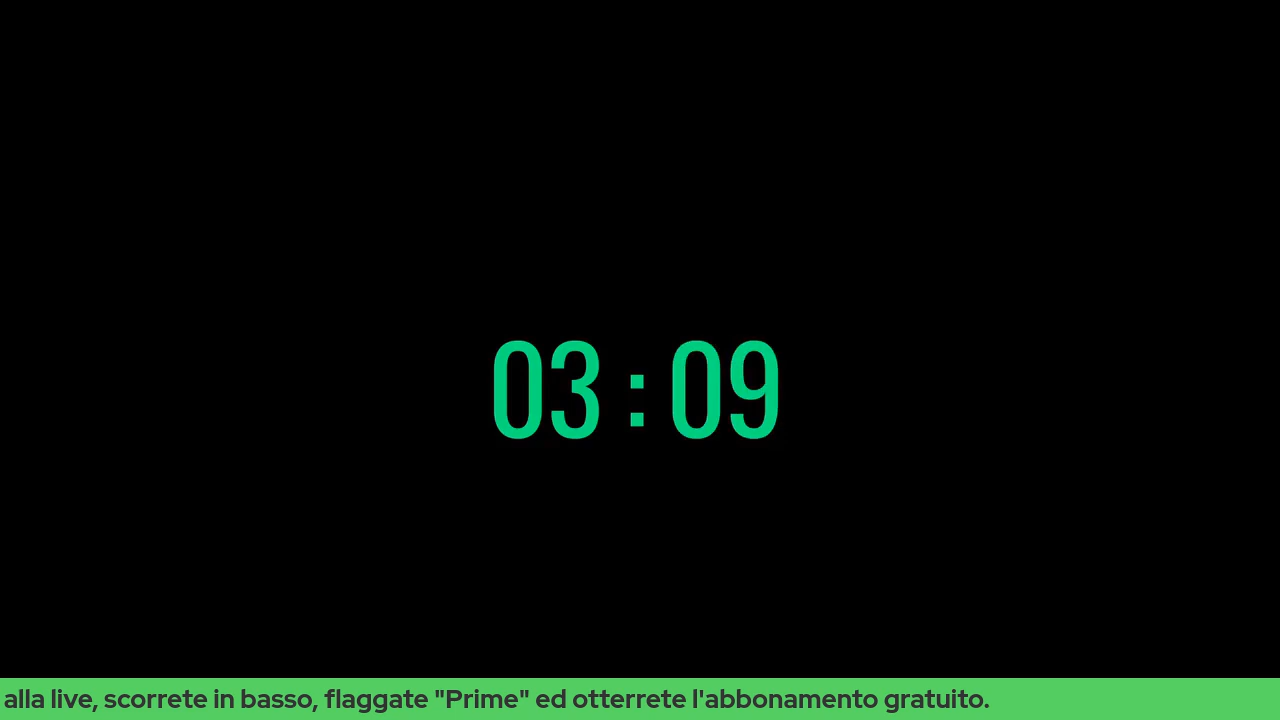 03:09
alla live, scorrete in basso, flaggate "Prime" ed otterrete l'abbonamento gratuito.